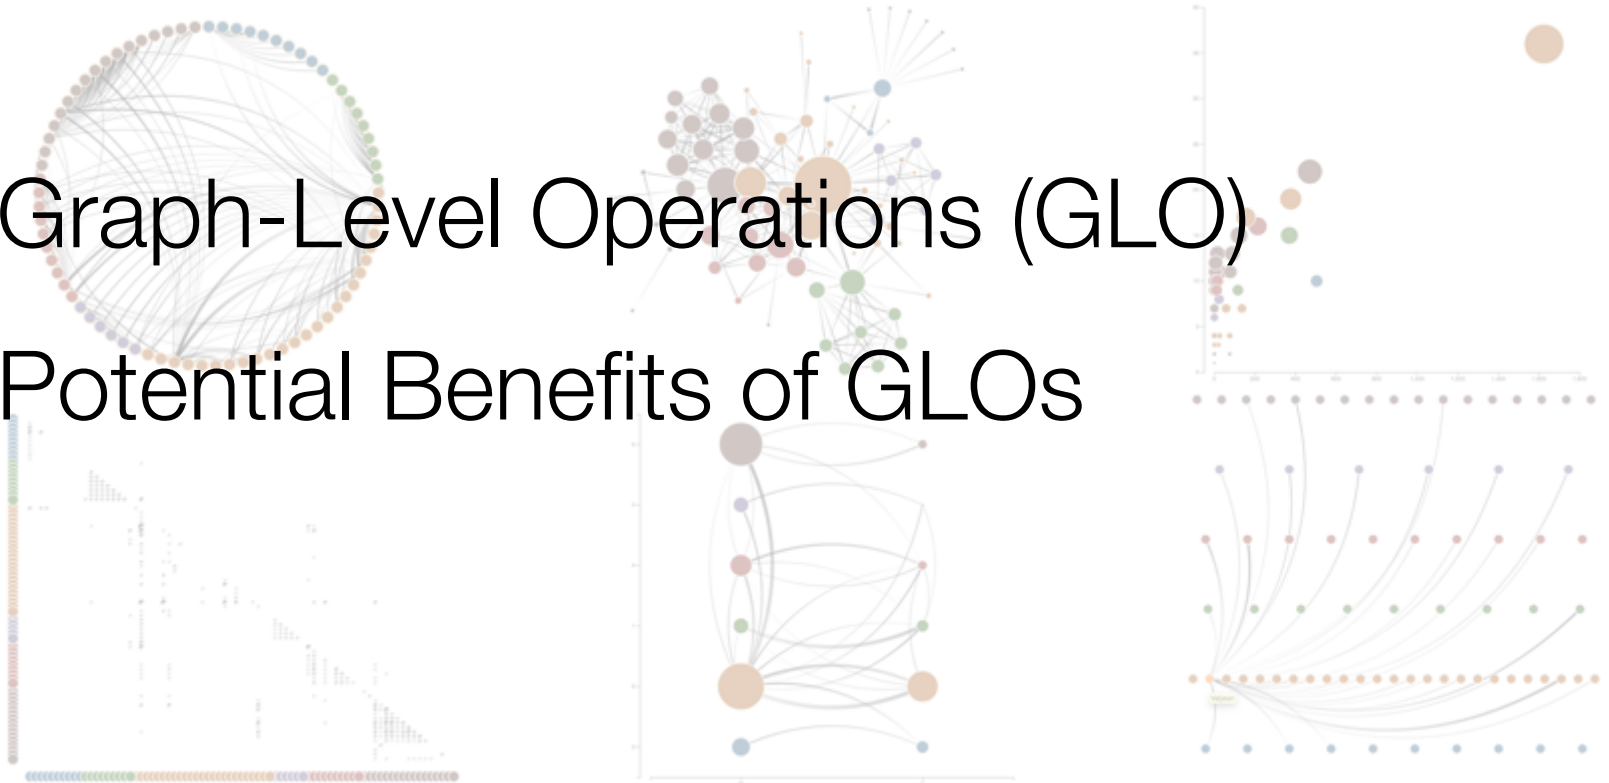 Graph-Level Operations (GLO)
Potential Benefits of GLOs